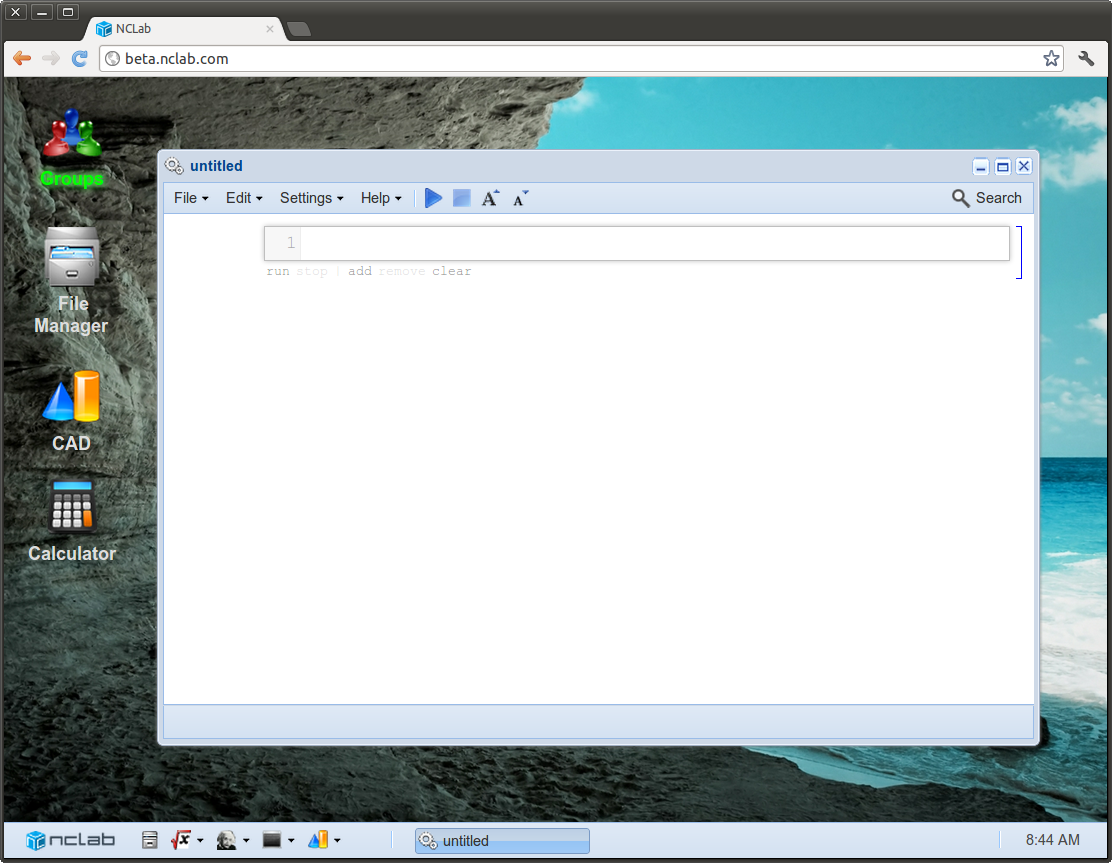 NCLab
beta.nclab.com
Groups
File
Manager
CAD
Calculator
untitled
File Edit Settings Help A A Search
1
run stop | add remove clear
nclab √x untitled 8:44 AM